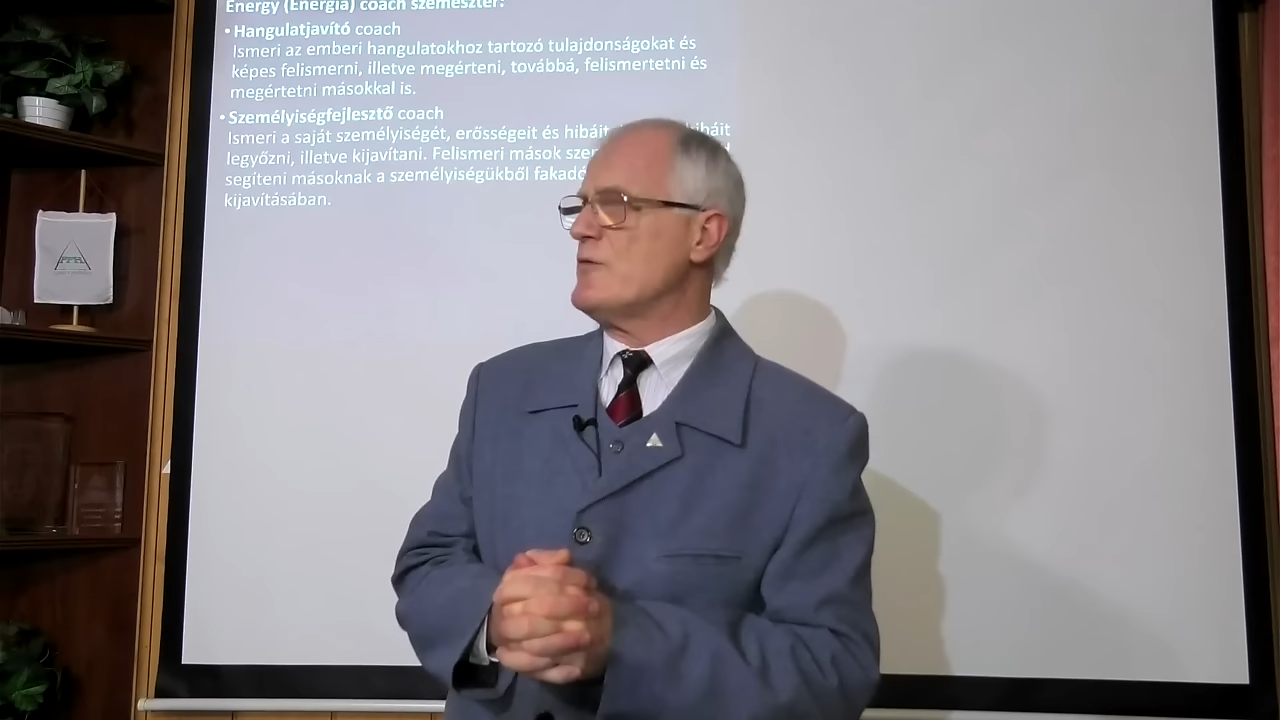 Energy (Energia) coach szemeszter:
• Hangulatjavító coach
Ismeri az emberi hangulatokhoz tartozó tulajdonságokat és
képes felismerni, illetve megérteni, továbbá, felismertetni és
megértetni másokkal is.
• Személyiségfejlesztő coach
Ismeri a saját személyiségét, erősségeit és hibáit hibáit
legyőzni, illetve kijavítani. Felismeri mások
segíteni másoknak a személyiségükből
kijavításában.